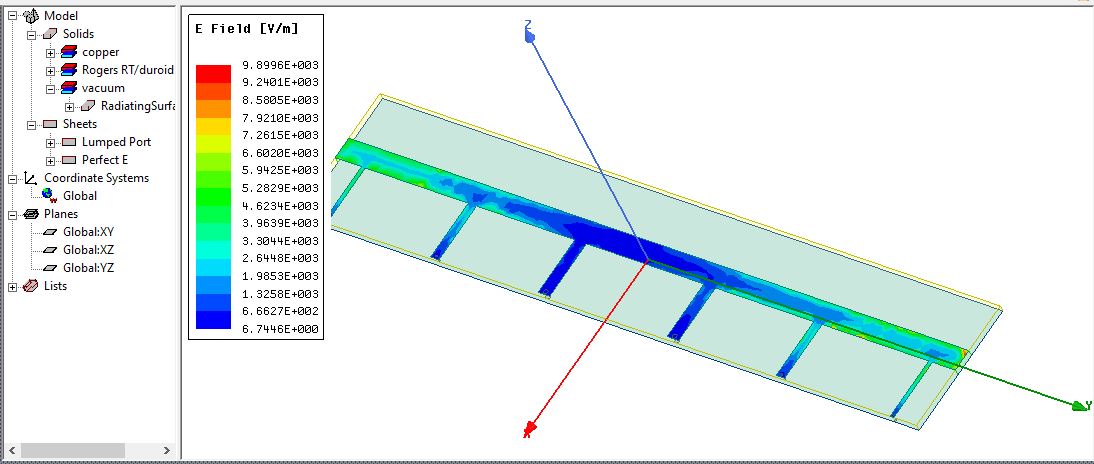 Model
Solids
copper
Rogers RT/duroid
vacuum
RadiatingSurfa
Sheets
Lumped Port
Perfect E
Coordinate Systems
Global
Planes
Global:XY
Global:XZ
Global:YZ
Lists
E Field [V/m]
9.8996E+003
9.2401E+003
8.5805E+003
7.9210E+003
7.2615E+003
6.6020E+003
5.9425E+003
5.2829E+003
4.6234E+003
3.9639E+003
3.3044E+003
2.6448E+003
1.9853E+003
1.3258E+003
6.6627E+002
6.7446E+000
Z
X
Y